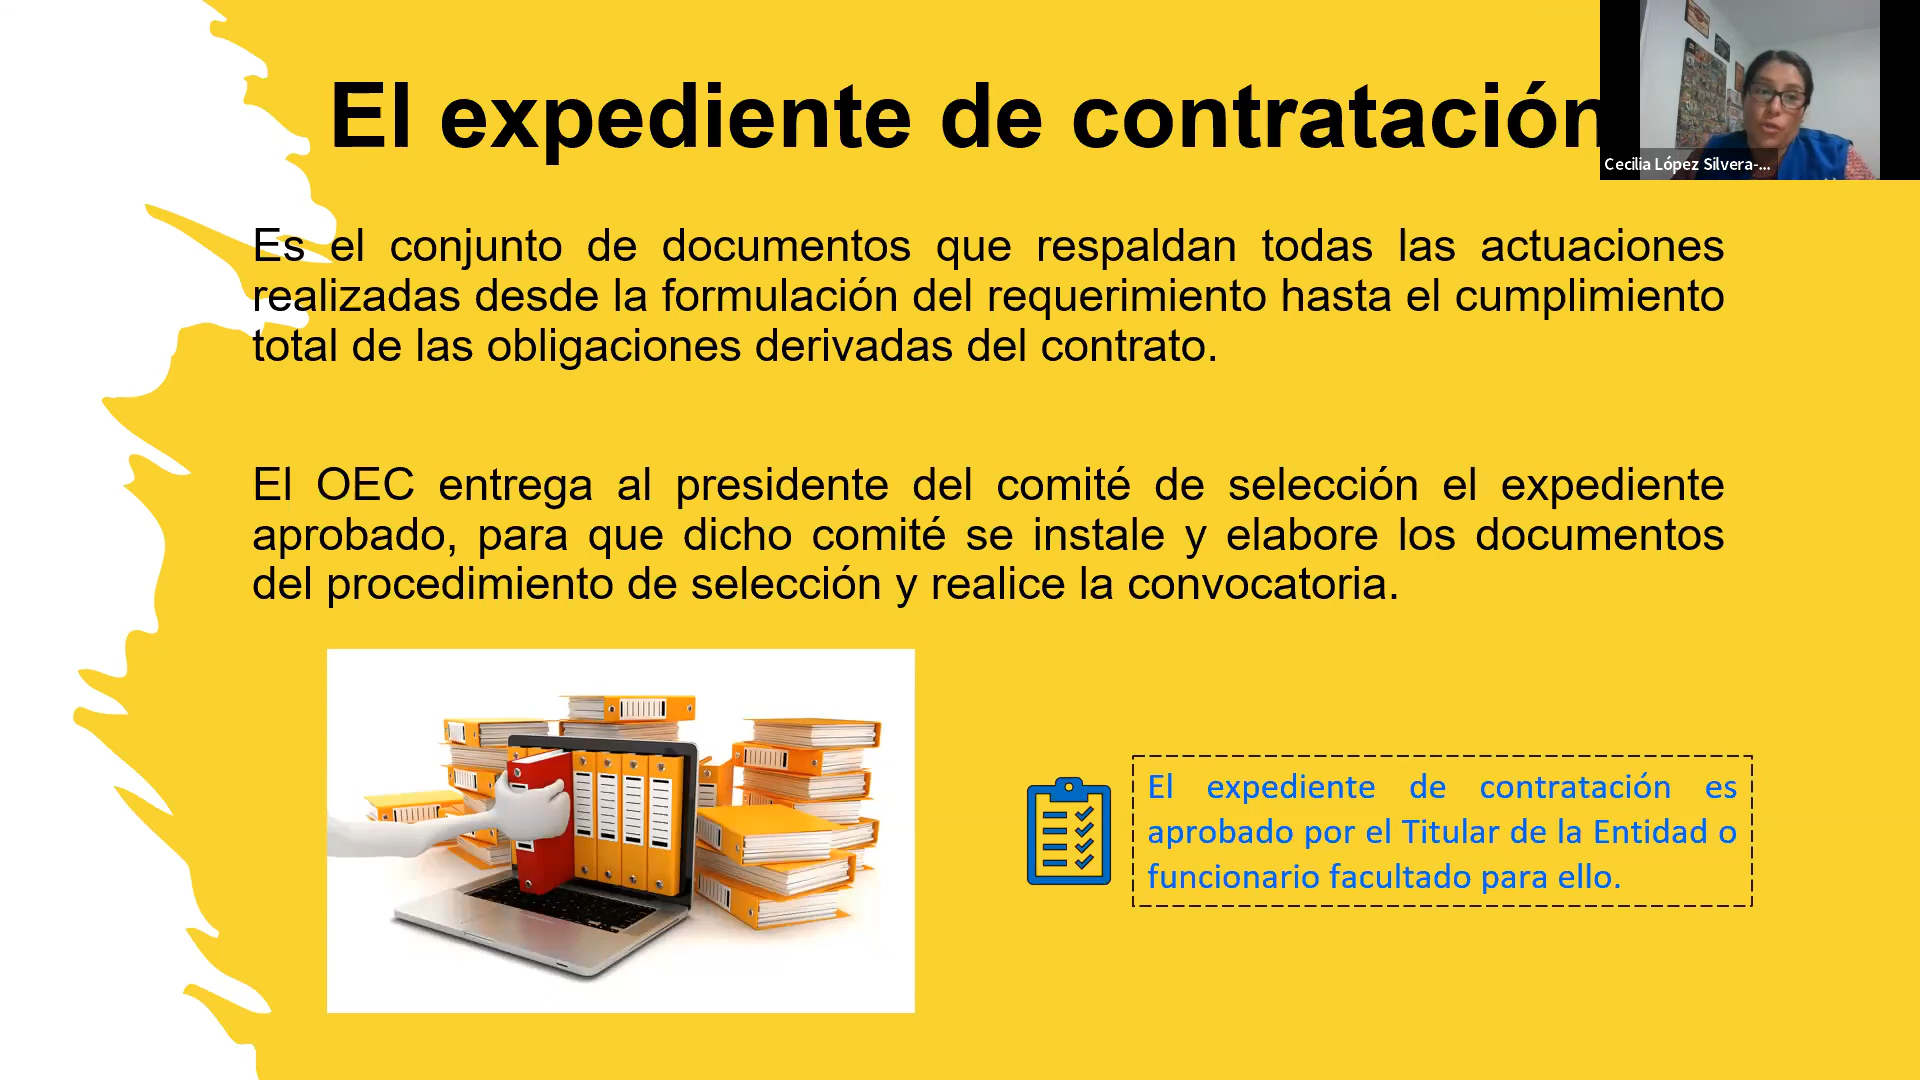 El expediente de contratación
Cecilia López Silvera-...
Es el conjunto de documentos que respaldan todas las actuaciones
realizadas desde la formulación del requerimiento hasta el cumplimiento
total de las obligaciones derivadas del contrato.
El OEC entrega al presidente del comité de selección el expediente
aprobado, para que dicho comité se instale y elabore los documentos
del procedimiento de selección y realice la convocatoria.
El expediente de contratación es
aprobado por el Titular de la Entidad o
funcionario facultado para ello.